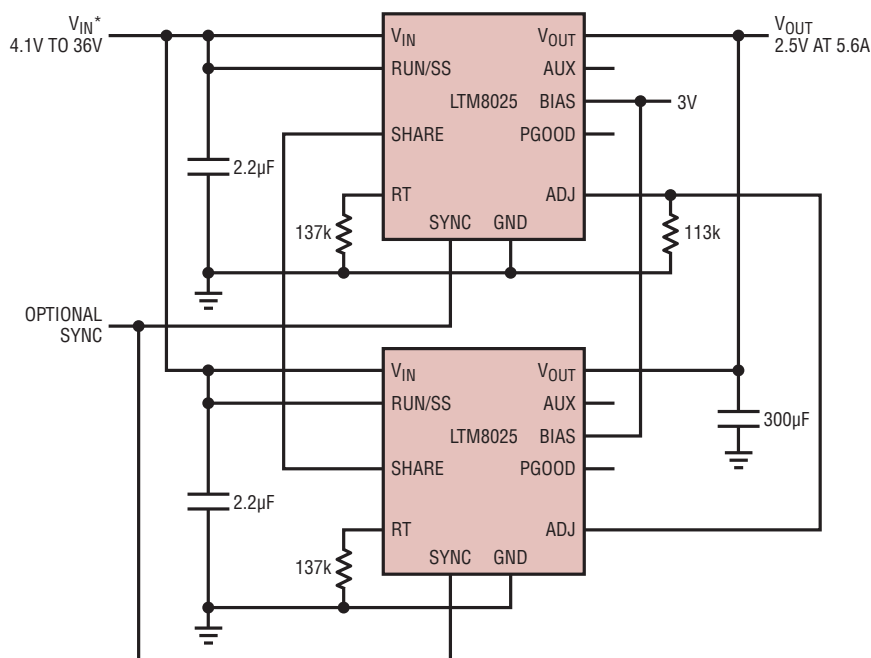 VIN*
4.1V TO 36V
VIN
VOUT
VOUT
2.5V AT 5.6A
RUN/SS
AUX
LTM8025
BIAS
3V
SHARE
PGOOD
2.2µF
RT
ADJ
137k
SYNC
GND
113k
OPTIONAL
SYNC
VIN
VOUT
RUN/SS
AUX
LTM8025
BIAS
300µF
SHARE
PGOOD
2.2µF
RT
ADJ
137k
SYNC
GND